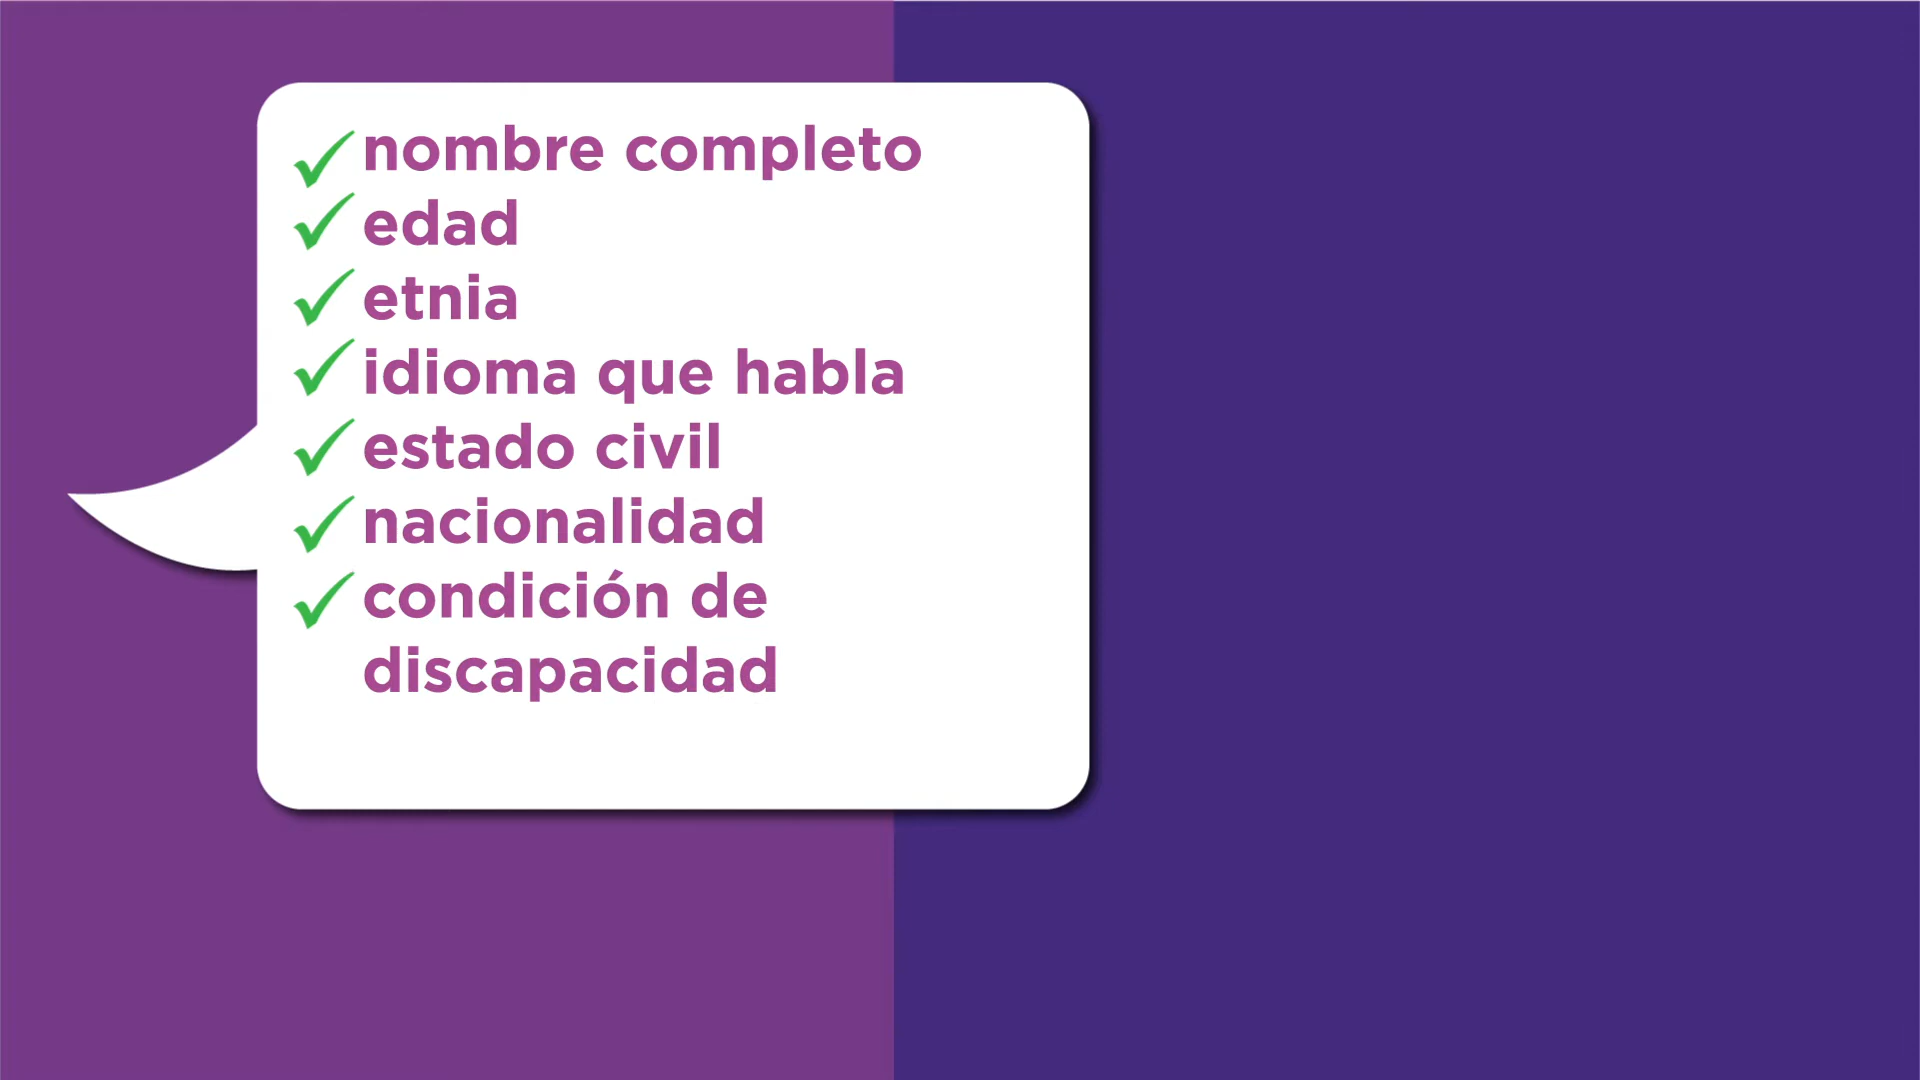 nombre completo
edad
etnia
idioma que habla
estado civil
nacionalidad
condición de
discapacidad